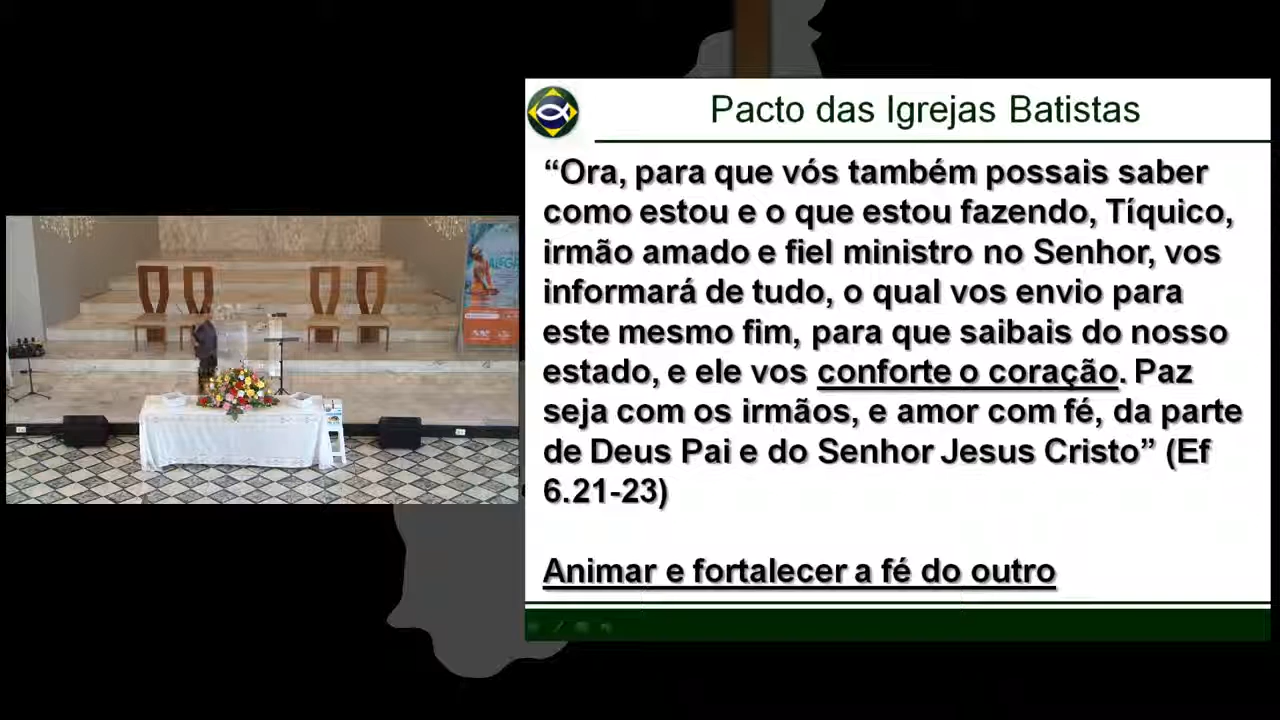 Pacto das Igrejas Batistas
“Ora, para que vós também possais saber
como estou e o que estou fazendo, Tíquico,
irmão amado e fiel ministro no Senhor, vos
informará de tudo, o qual vos envio para
este mesmo fim, para que saibais do nosso
estado, e ele vos conforte o coração. Paz
seja com os irmãos, e amor com fé, da parte
de Deus Pai e do Senhor Jesus Cristo” (Ef
6.21-23)
Animar e fortalecer a fé do outro